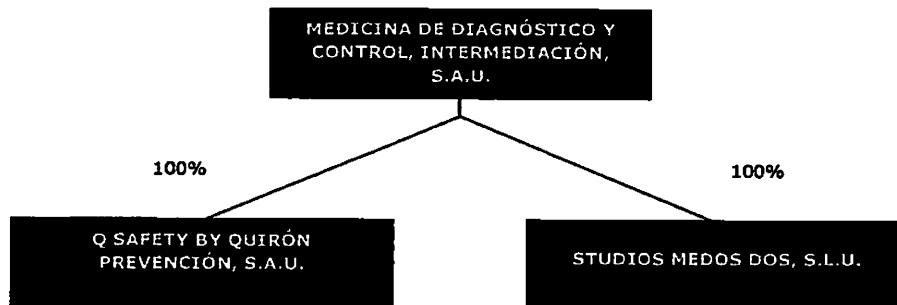 MEDICINA DE DIAGNÓSTICO Y
CONTROL, INTERMEDIACIÓN,
S.A.U.
100%
100%
Q SAFETY BY QUIRÓN
PREVENCIÓN, S.A.U.
STUDIOS MEDOS DOS, S.L.U.